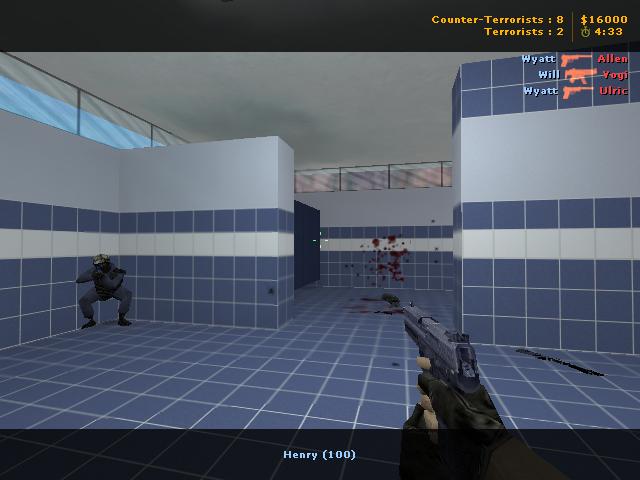 Counter-Terrorists : 8 $16000
Terrorists : 2 4:33
Wyatt Allen
Will Yogi
Wyatt Ulric
Henry (100)